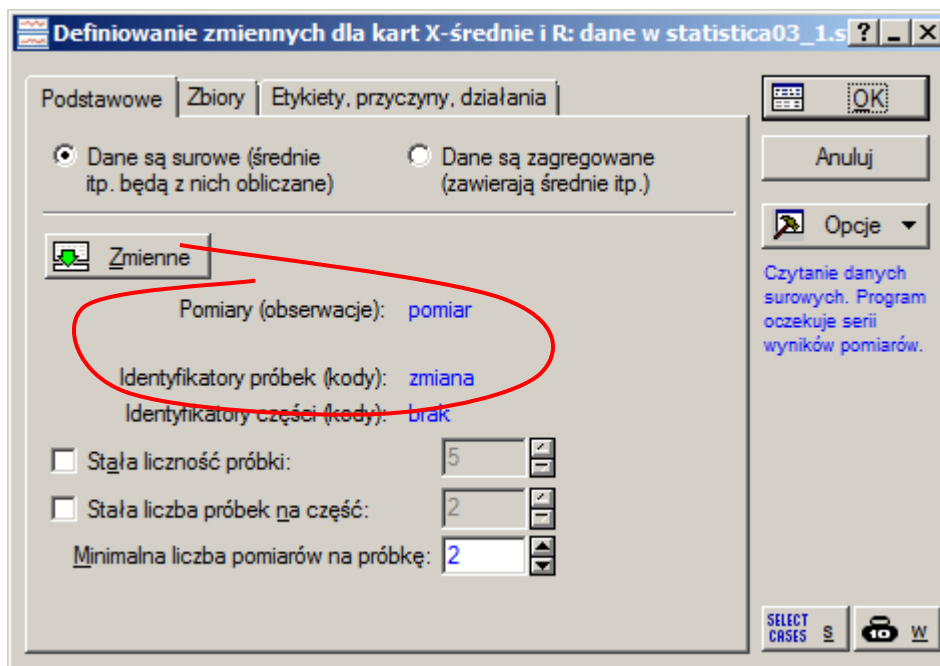 Definiowanie zmiennych dla kart X-średnie i R: dane w statistica03_1.s
Podstawowe Zbiory Etykiety, przyczyny, działania
OK
Anuluj
Opcje
Dane są surowe (średnie
itp. będą z nich obliczane)
Dane są zagregowane
(zawierają średnie itp.)
Zmienne
Pomiary (obserwacje): pomiar
Identyfikatory próbek (kody): zmiana
Identyfikatory części (kody): brak
Stała liczność próbki: 5
Stała liczba próbek na część: 2
Minimalna liczba pomiarów na próbkę: 2
Czytanie danych
surowych. Program
oczekuje serii
wyników pomiarów.
SELECT
CASES S
W